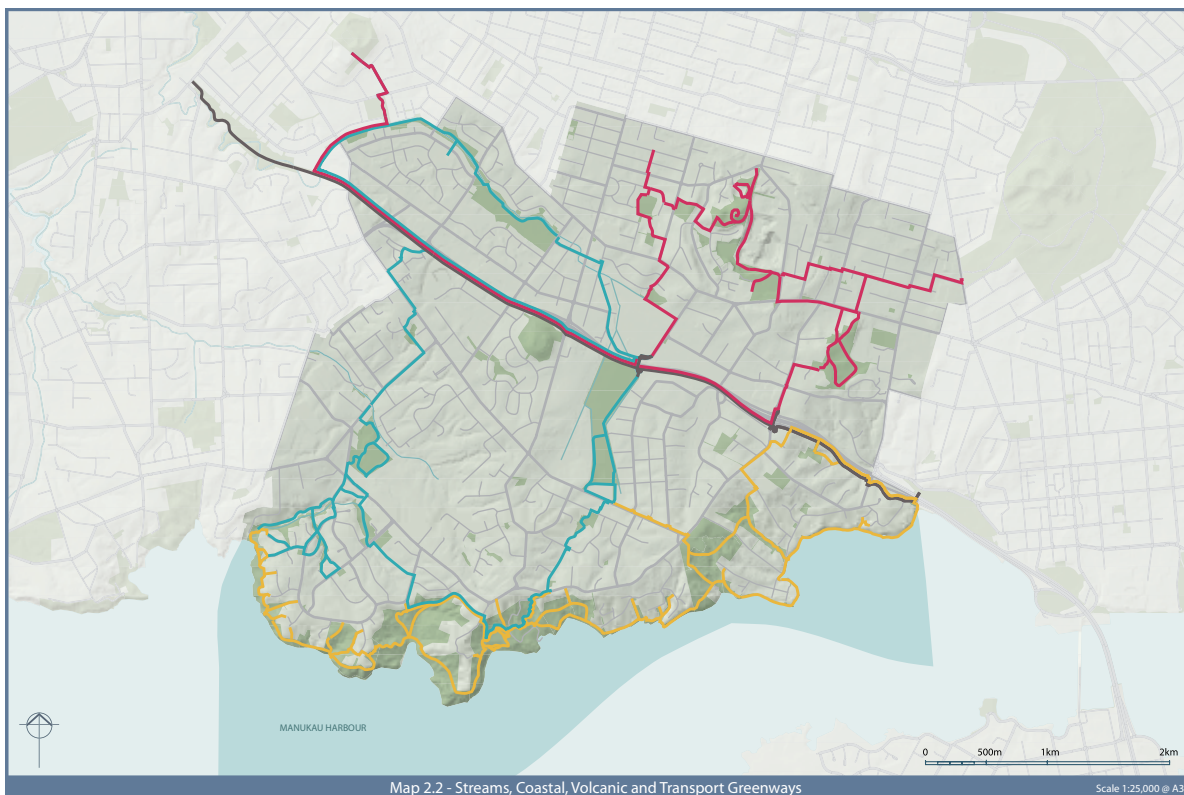 MANUKAU HARBOUR
0 500m 1km 2km
Map 2.2 - Streams, Coastal, Volcanic and Transport Greenways
Scale 1:25,000 @ A3